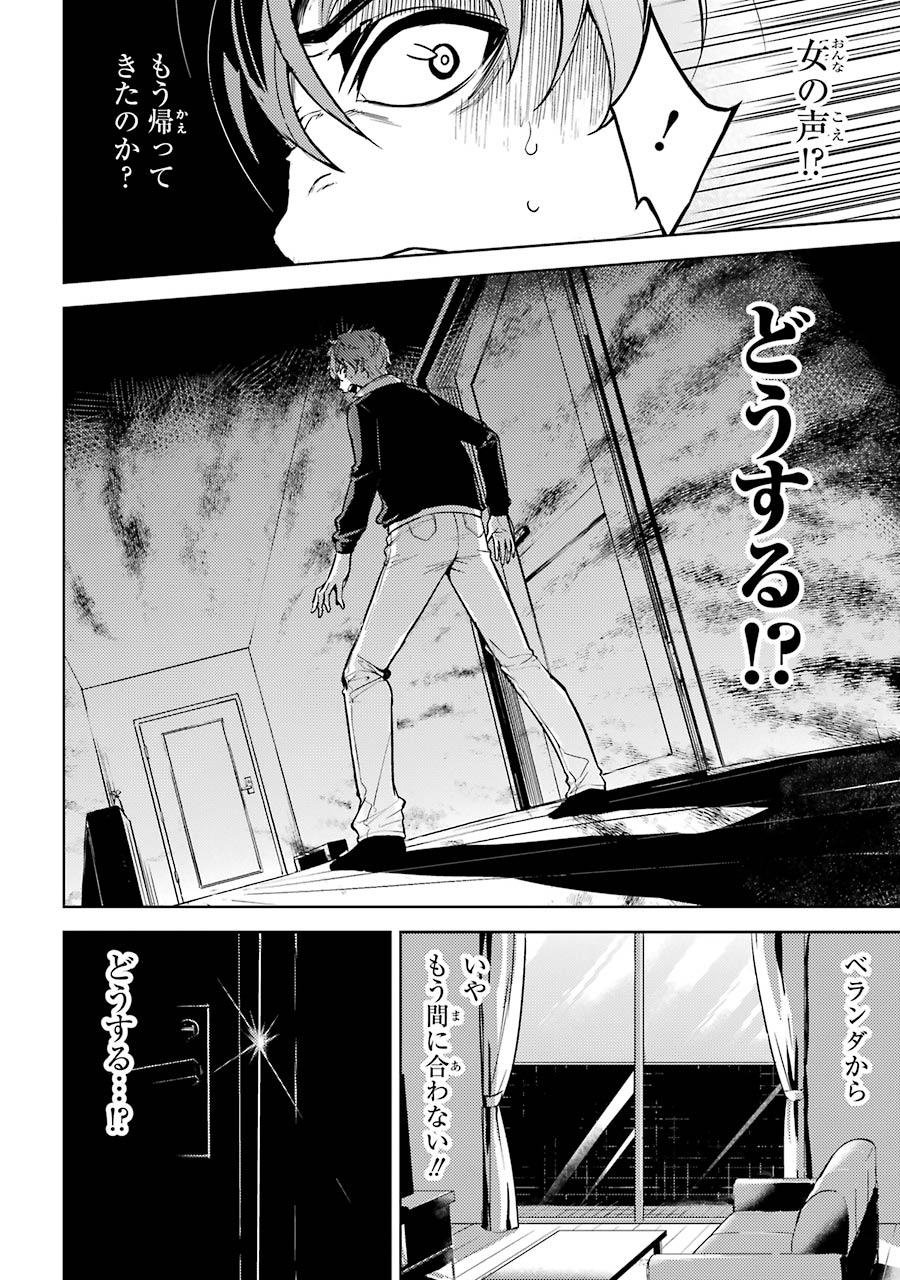 女の声!?
！
もう帰って
きたのか？
どうする!?
ベランダから
いや
もう間に合わない!!
どうする…!?